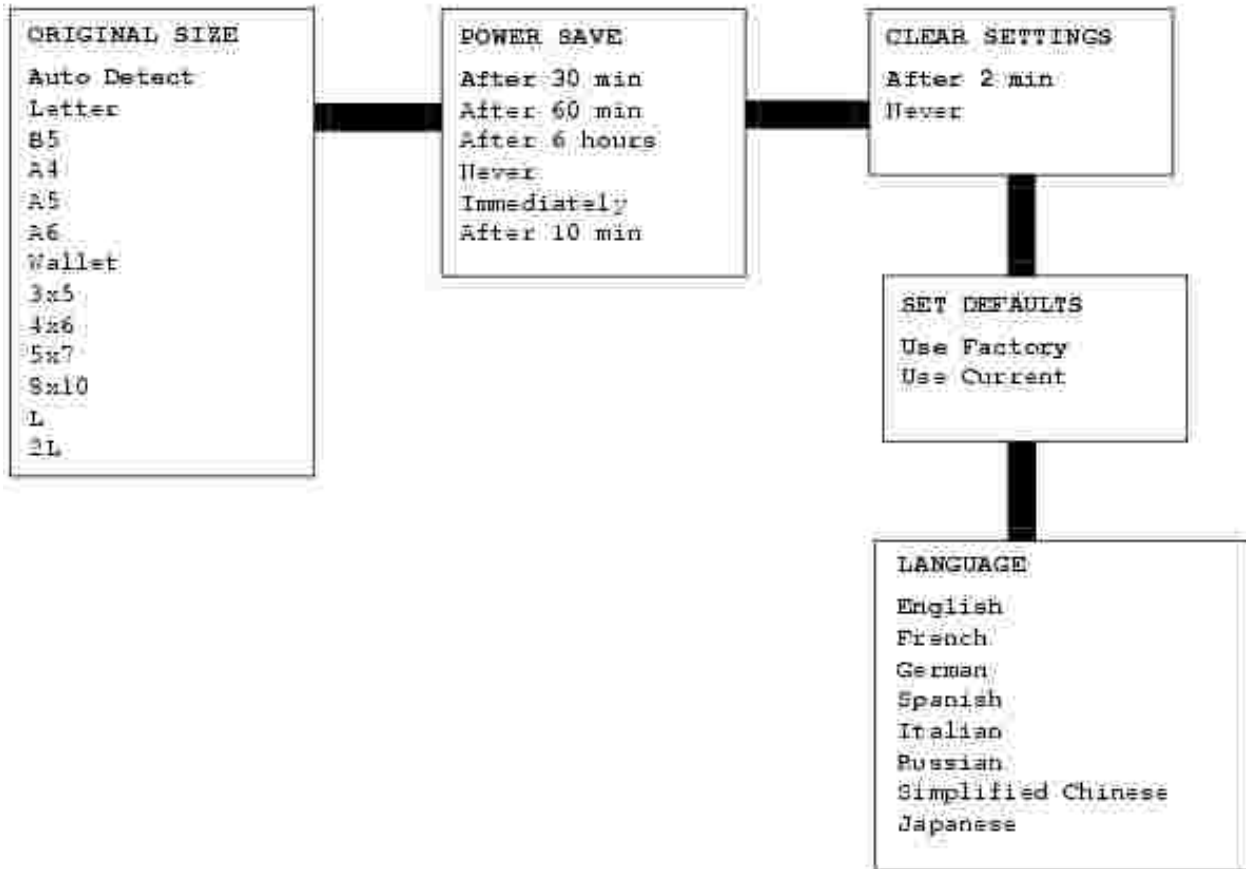 ORIGINAL SIZE
Auto Detect
Letter
B5
A4
A5
A6
Wallet
3x5
4x6
5x7
8x10
L
2L
POWER SAVE
After 30 min
After 60 min
After 6 hours
Never
Immediately
After 10 min
CLEAR SETTINGS
After 2 min
Never
SET DEFAULTS
Use Factory
Use Current
LANGUAGE
English
French
German
Spanish
Italian
Russian
Simplified Chinese
Japanese